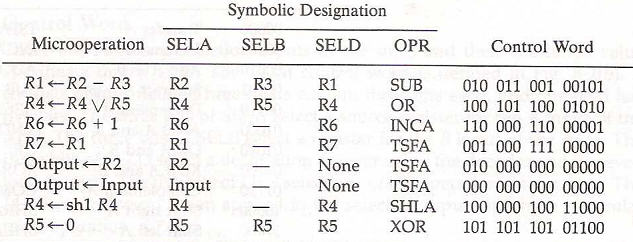 Symbolic Designation
Microoperation SELA SELB SELD OPR Control Word
R1 ← R2 − R3 R2 R3 R1 SUB 010 011 001 00101
R4 ← R4 ∨ R5 R4 R5 R4 OR 100 101 100 01010
R6 ← R6 + 1 R6 — R6 INCA 110 000 110 00001
R7 ← R1 R1 — R7 TSFA 001 000 111 00000
Output ← R2 R2 — None TSFA 010 000 000 00000
Output ← Input Input — None TSFA 000 000 000 00000
R4 ← sh1 R4 R4 — R4 SHLA 100 000 100 11000
R5 ← 0 R5 R5 R5 XOR 101 101 101 01100